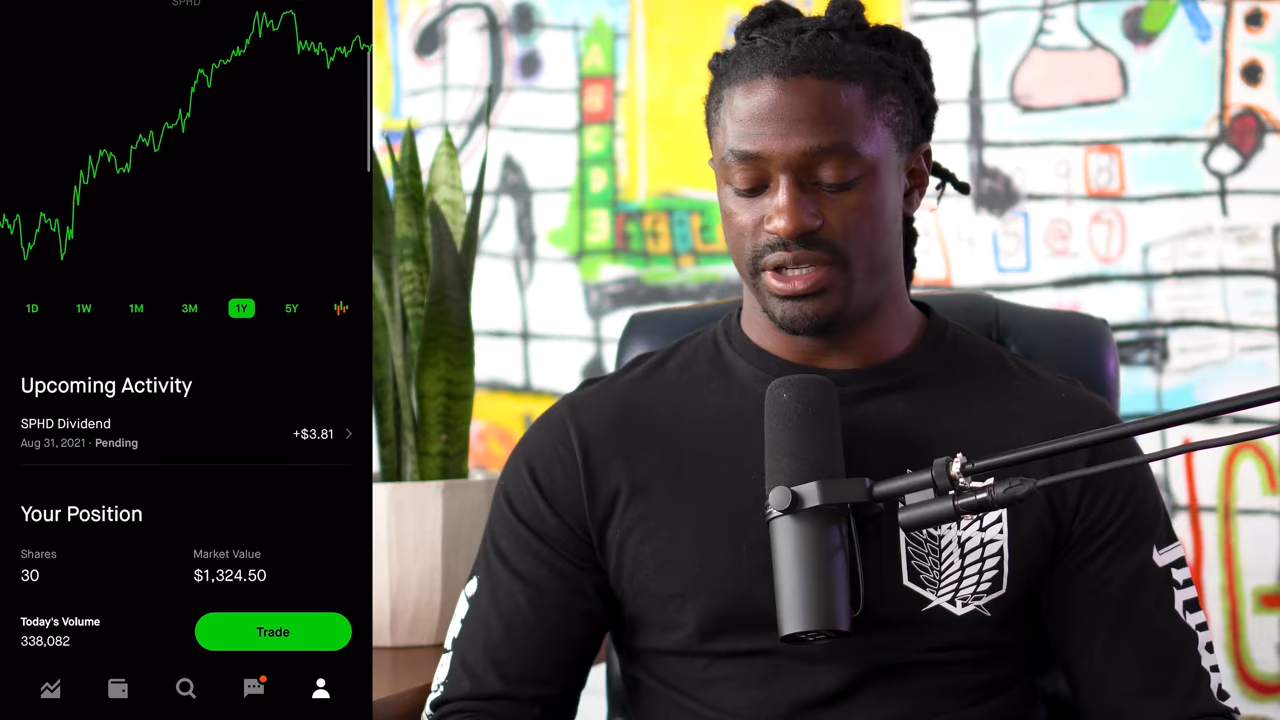 SPHD
1D 1W 1M 3M 1Y 5Y
Upcoming Activity
SPHD Dividend
+$3.81
Aug 31, 2021 · Pending
Your Position
Shares Market Value
30 $1,324.50
Today's Volume
338,082
Trade
A
B
C
D
3